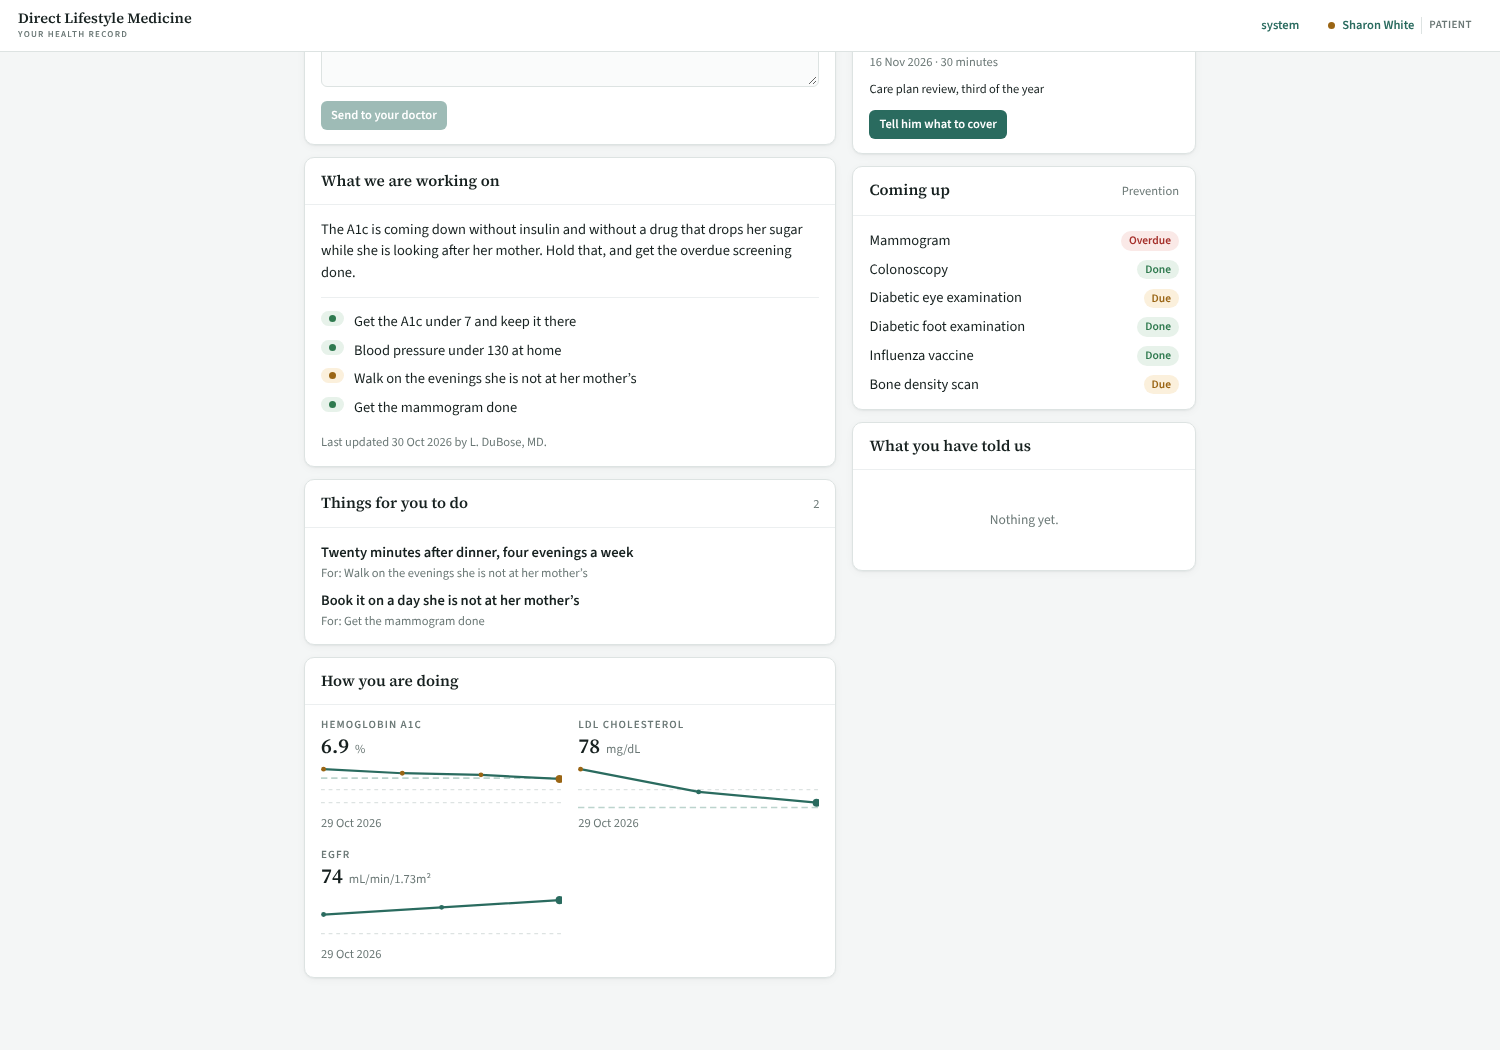 Direct Lifestyle Medicine
YOUR HEALTH RECORD
system
Sharon White
PATIENT
Send to your doctor
What we are working on
The A1c is coming down without insulin and without a drug that drops her sugar
while she is looking after her mother. Hold that, and get the overdue screening
done.
Get the A1c under 7 and keep it there
Blood pressure under 130 at home
Walk on the evenings she is not at her mother’s
Get the mammogram done
Last updated 30 Oct 2026 by L. DuBose, MD.
Things for you to do
2
Twenty minutes after dinner, four evenings a week
For: Walk on the evenings she is not at her mother’s
Book it on a day she is not at her mother’s
For: Get the mammogram done
How you are doing
HEMOGLOBIN A1C
6.9 %
29 Oct 2026
LDL CHOLESTEROL
78 mg/dL
29 Oct 2026
EGFR
74 mL/min/1.73m²
29 Oct 2026
16 Nov 2026 · 30 minutes
Care plan review, third of the year
Tell him what to cover
Coming up
Prevention
Mammogram
Overdue
Colonoscopy
Done
Diabetic eye examination
Due
Diabetic foot examination
Done
Influenza vaccine
Done
Bone density scan
Due
What you have told us
Nothing yet.